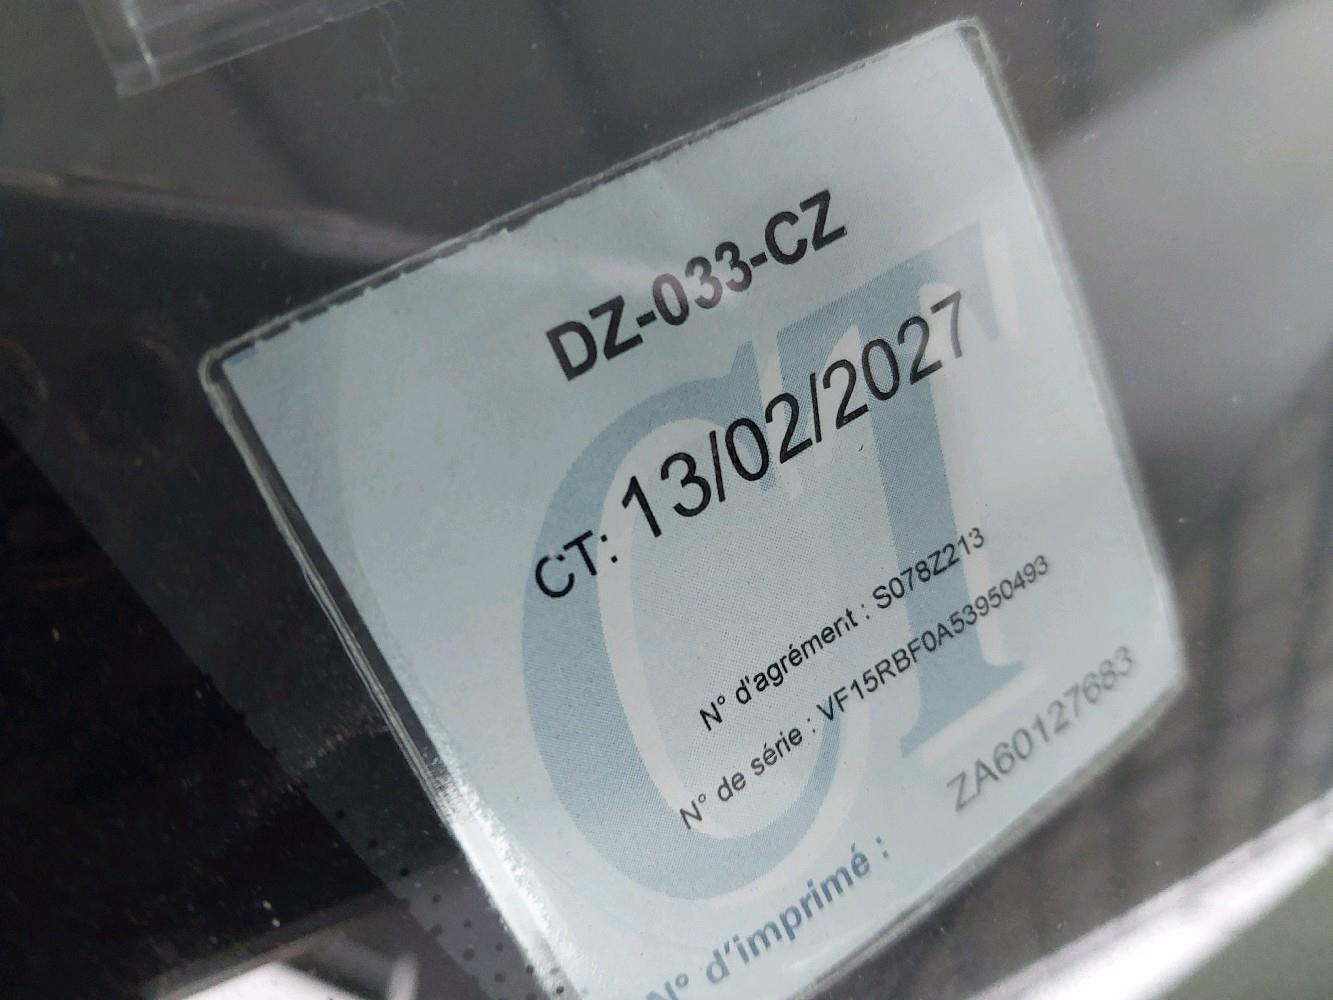 DZ-033-CZ
CT: 13/02/2027
N° d'agrément : S078Z213
N° de série : VF15RBF0A53950493
N° d'imprimé : ZA60127683